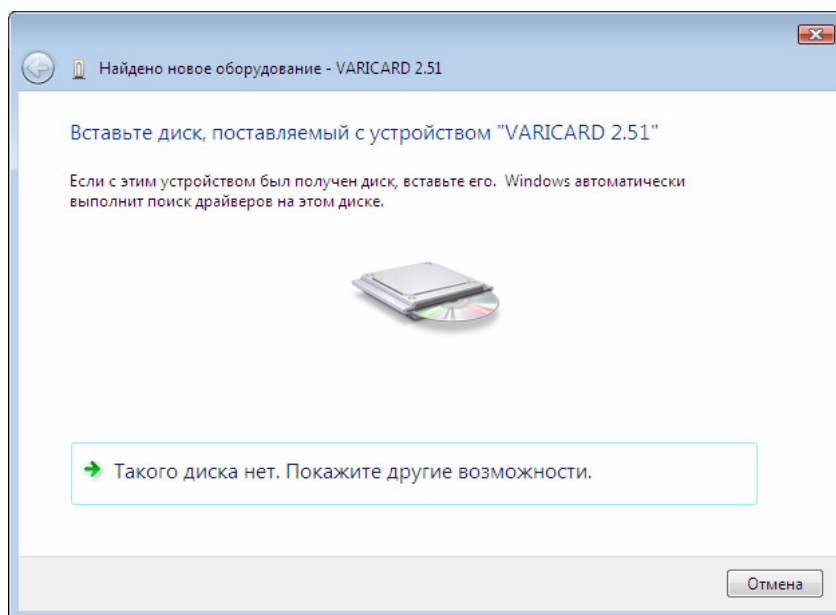 Найдено новое оборудование - VARICARD 2.51
Вставьте диск, поставляемый с устройством "VARICARD 2.51"
Если с этим устройством был получен диск, вставьте его. Windows автоматически
выполнит поиск драйверов на этом диске.
Такого диска нет. Покажите другие возможности.
Отмена